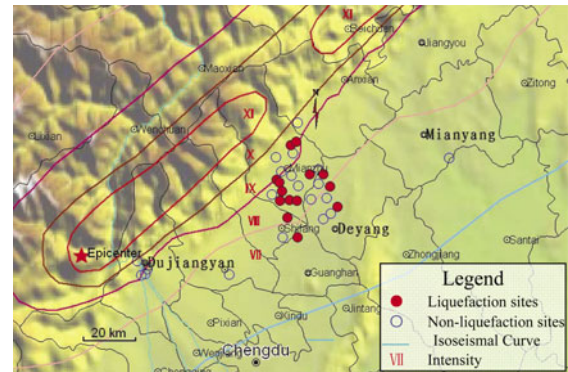 XI
Beichuan
Jiangyou
Maoxian
Anxian
Zitong
XI
Lixian
Wenchuan
Mianyang
X
Mianzhu
IX
VIII
Shifang
Deyang
Epicenter
VII
Santai
Dujiangyan
Zhongjiang
Guanghan
20 km
Pixian
Xindu
Jintang
Wenjiang
Chengdu
Legend
Liquefaction sites
Non-liquefaction sites
Isoseismal Curve
VII Intensity